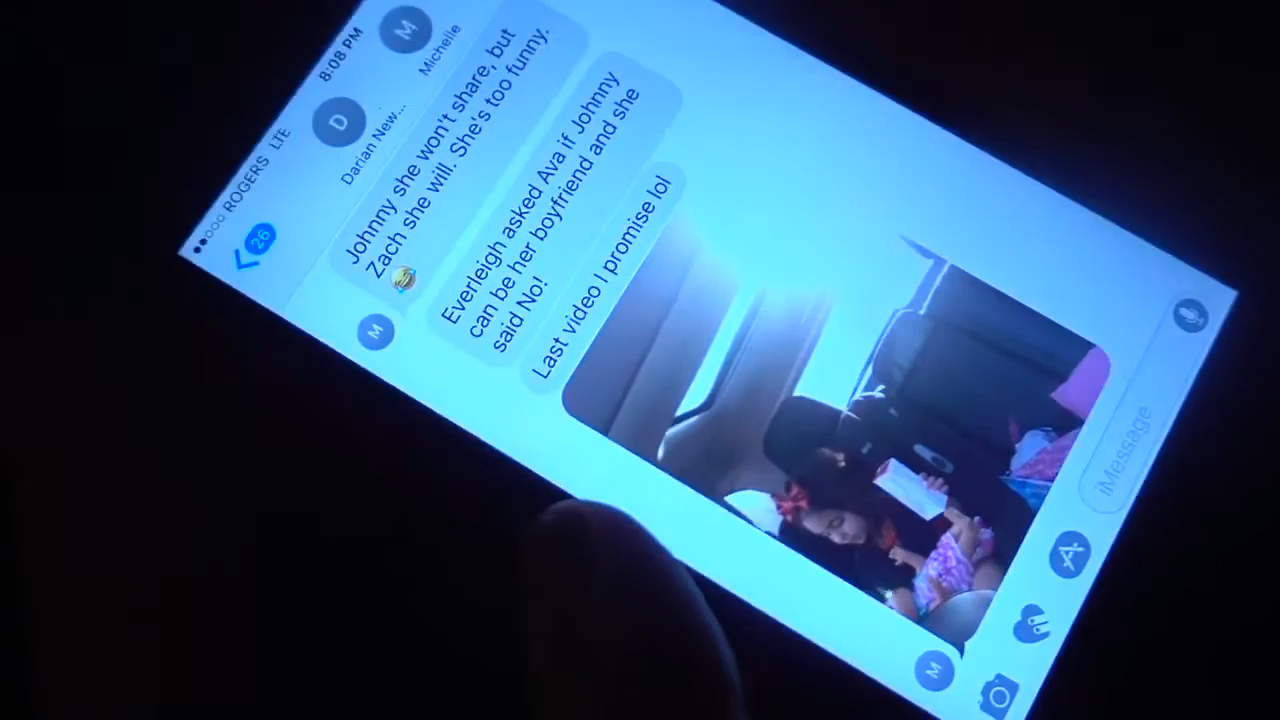 ROGERS LTE 8:08 PM
26
D
M
Darian New...
Michelle
Johnny she won't share, but
Zach she will. She's too funny.
😂
M
Everleigh asked Ava if Johnny
can be her boyfriend and she
said No!
Last video I promise lol
M
iMessage